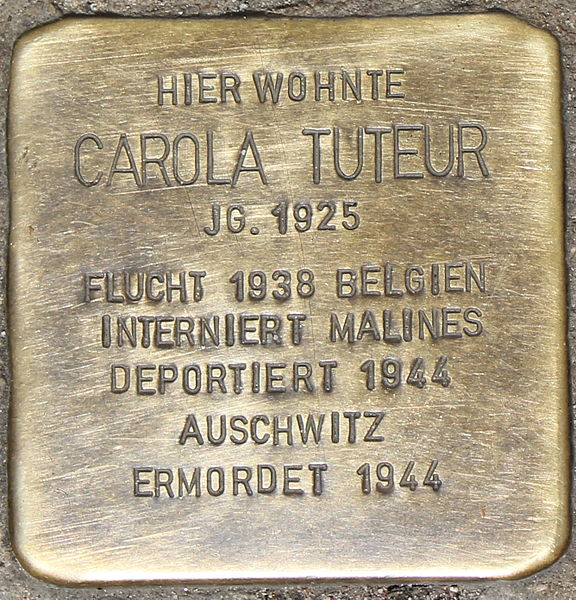 HIER WOHNTE
CAROLA TUTEUR
JG. 1925
FLUCHT 1938 BELGIEN
INTERNIERT MALINES
DEPORTIERT 1944
AUSCHWITZ
ERMORDET 1944